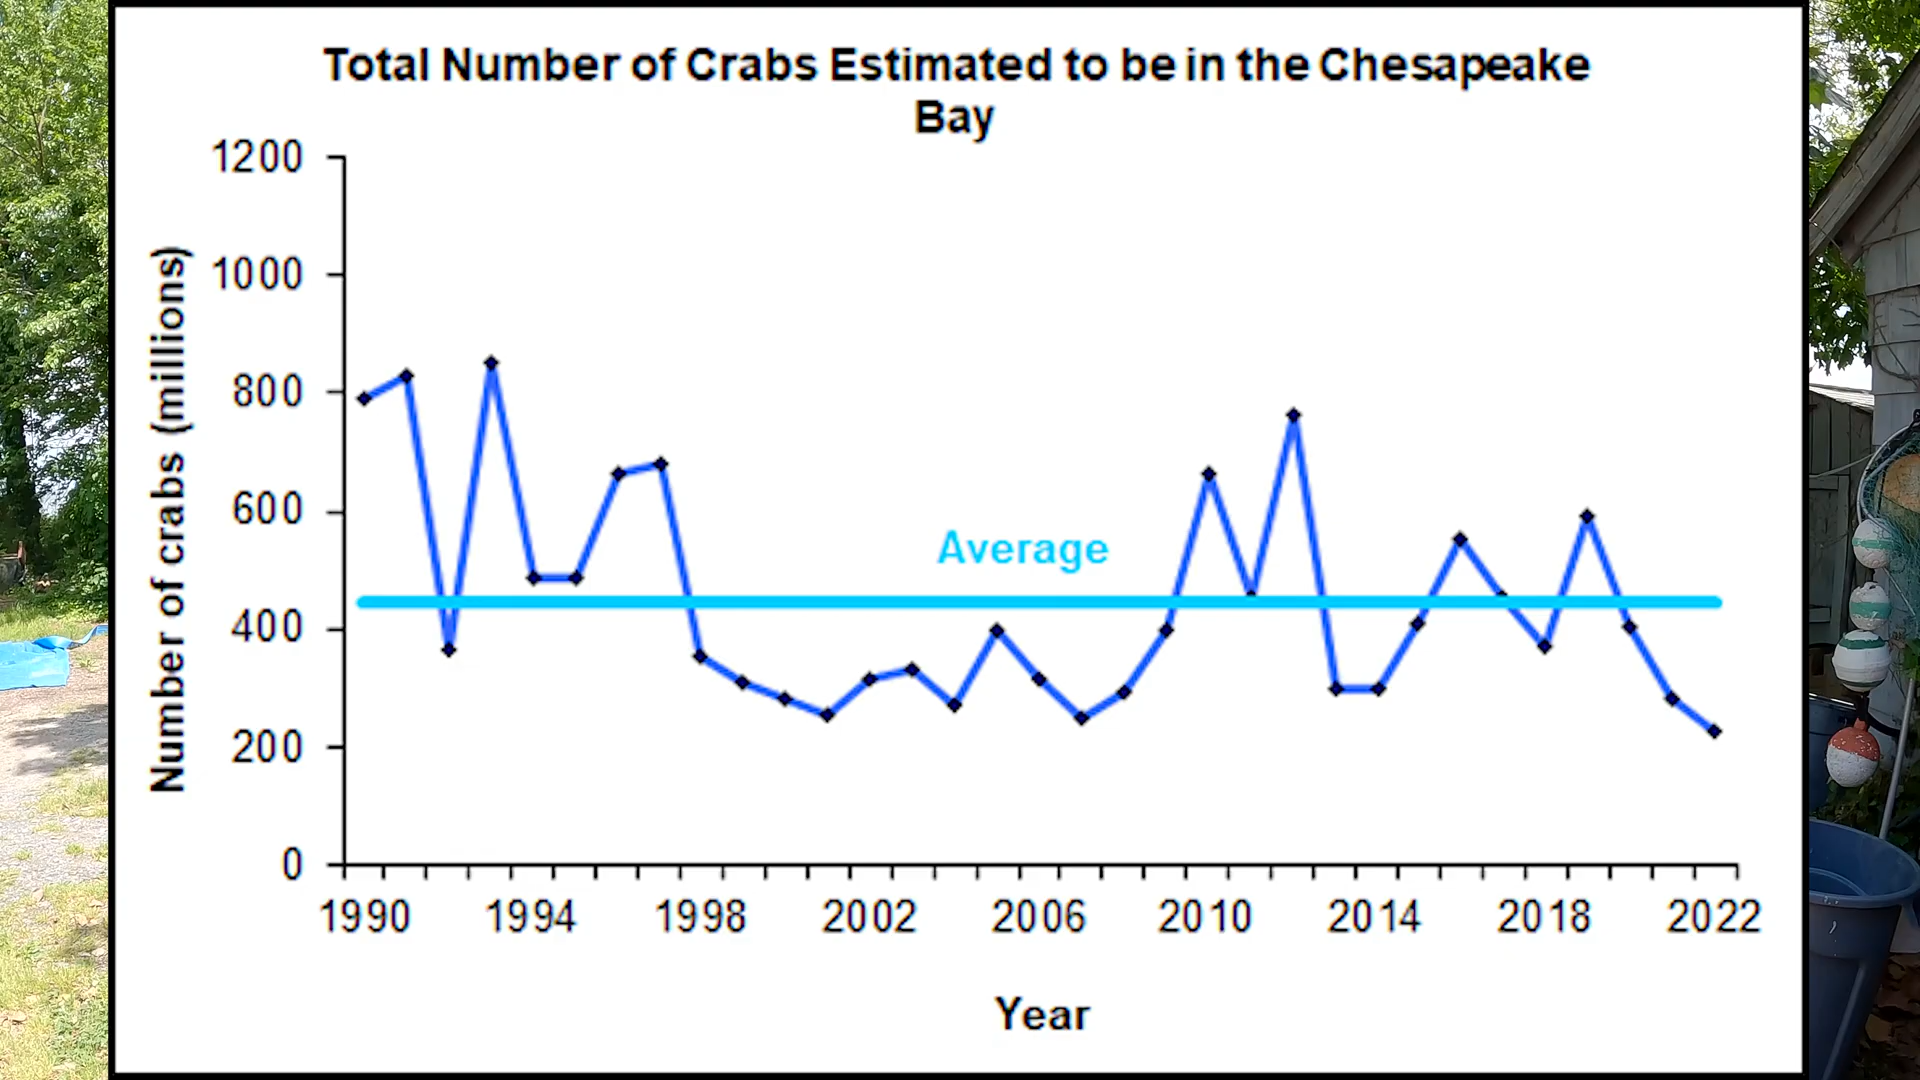 Total Number of Crabs Estimated to be in the Chesapeake
Bay
Number of crabs (millions)
1200
1000
800
600
400
200
0
Average
1990 1994 1998 2002 2006 2010 2014 2018 2022
Year